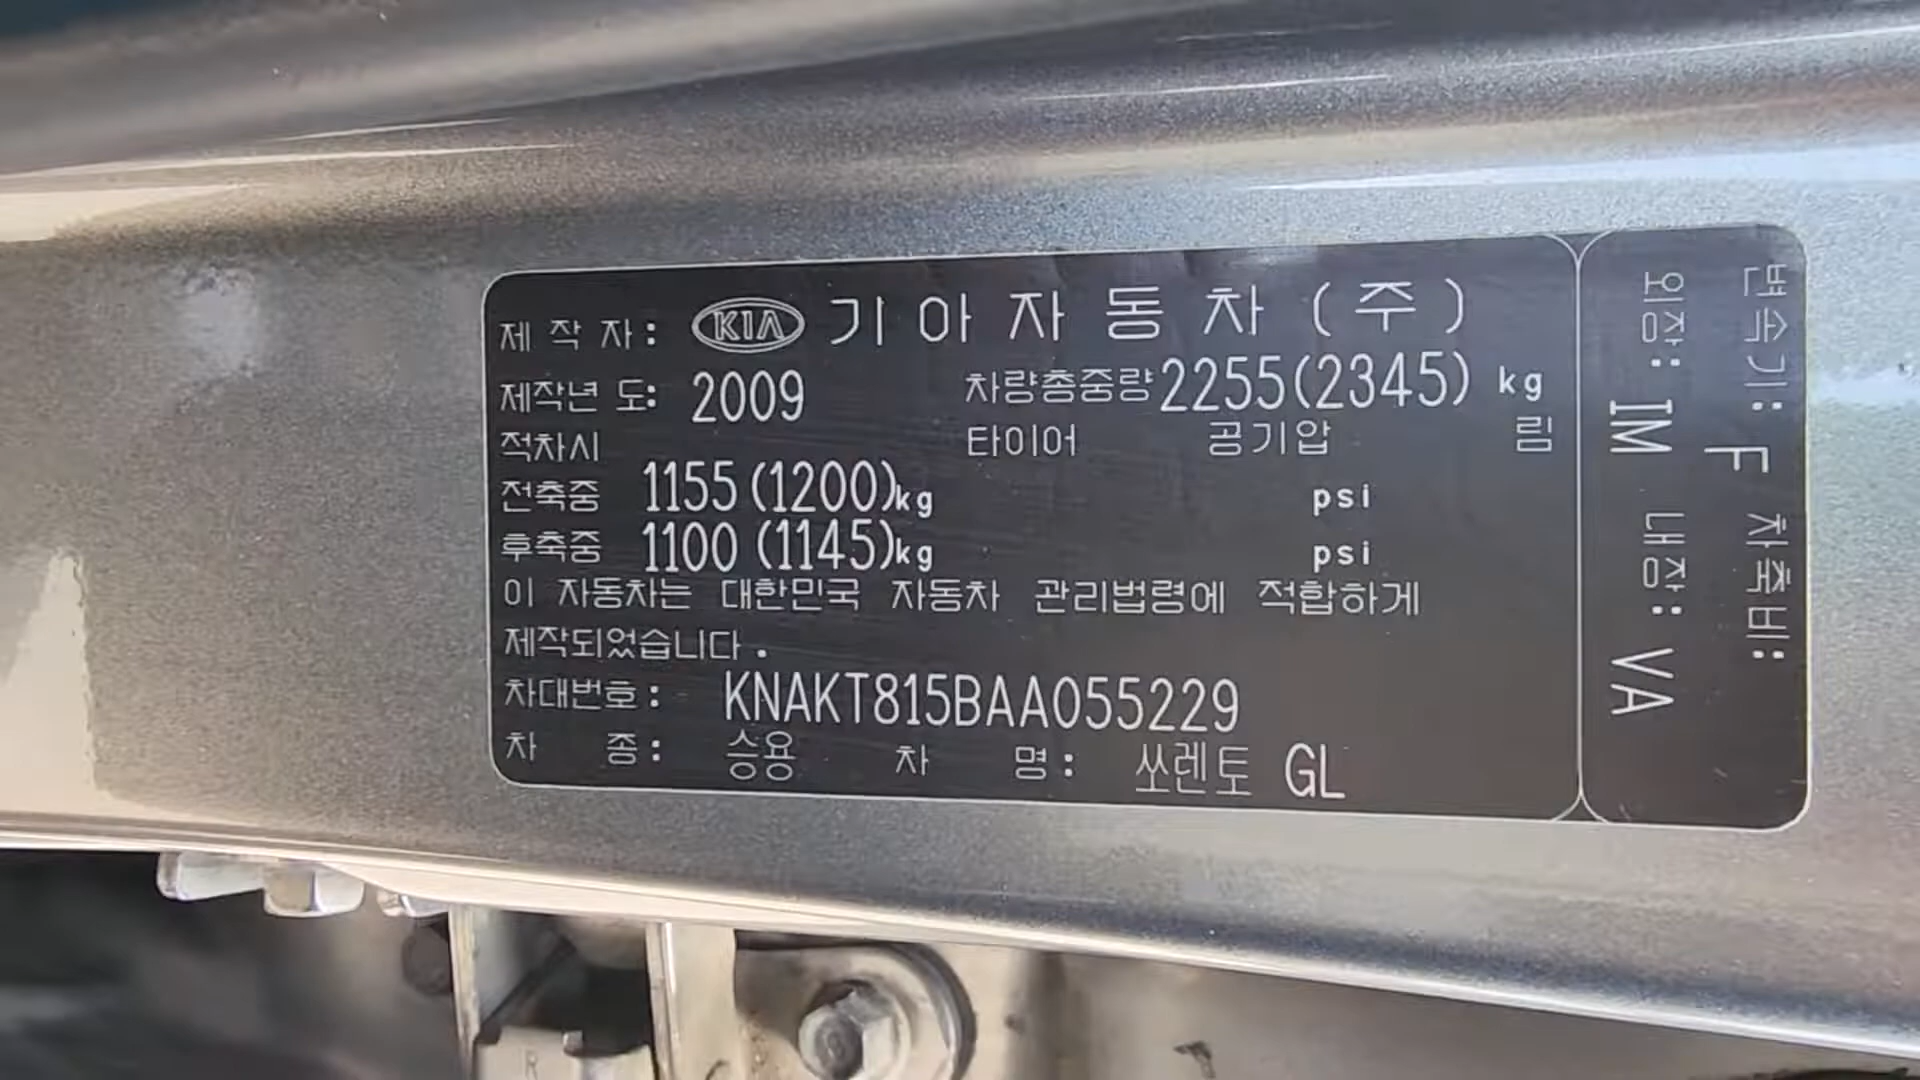 제 작 자: KIA 기 아 자 동 차 (주)
제작년 도: 2009 차량총중량 2255(2345) kg
적차시 타이어 공기압 림
전축중 1155 (1200)kg psi
후축중 1100 (1145)kg psi
이 자동차는 대한민국 자동차 관리법령에 적합하게
제작되었습니다.
차대번호: KNAKT815BAA055229
차 종: 승용 차 명: 쏘렌토 GL
변속기: F 차축비:
외장: IM 내장: VA